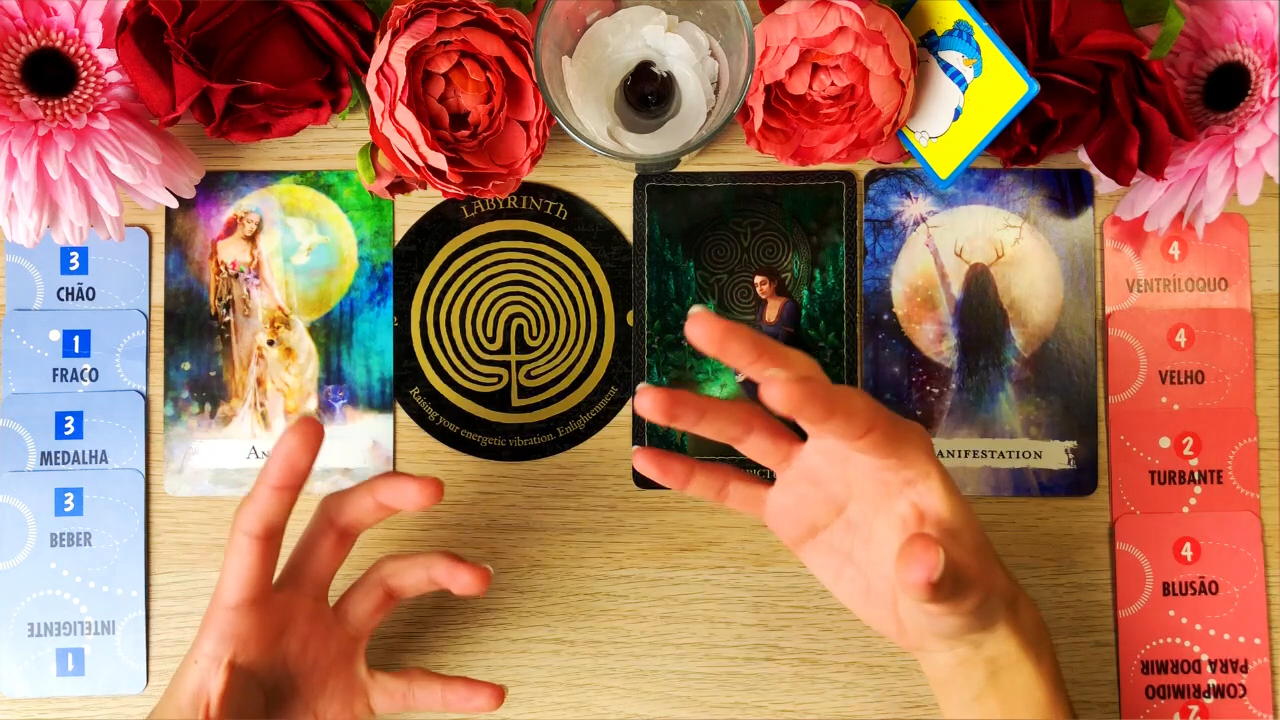 3
CHÃO
1
FRACO
3
MEDALHA
3
BEBER
INTELIGENTE
1
LABYRINTh
Raising your energetic vibration. Enlightenment
ANIFESTATION
4
VENTRÍLOQUO
4
VELHO
2
TURBANTE
4
BLUSÃO
COMPRIMIDO
PARA DORMIR